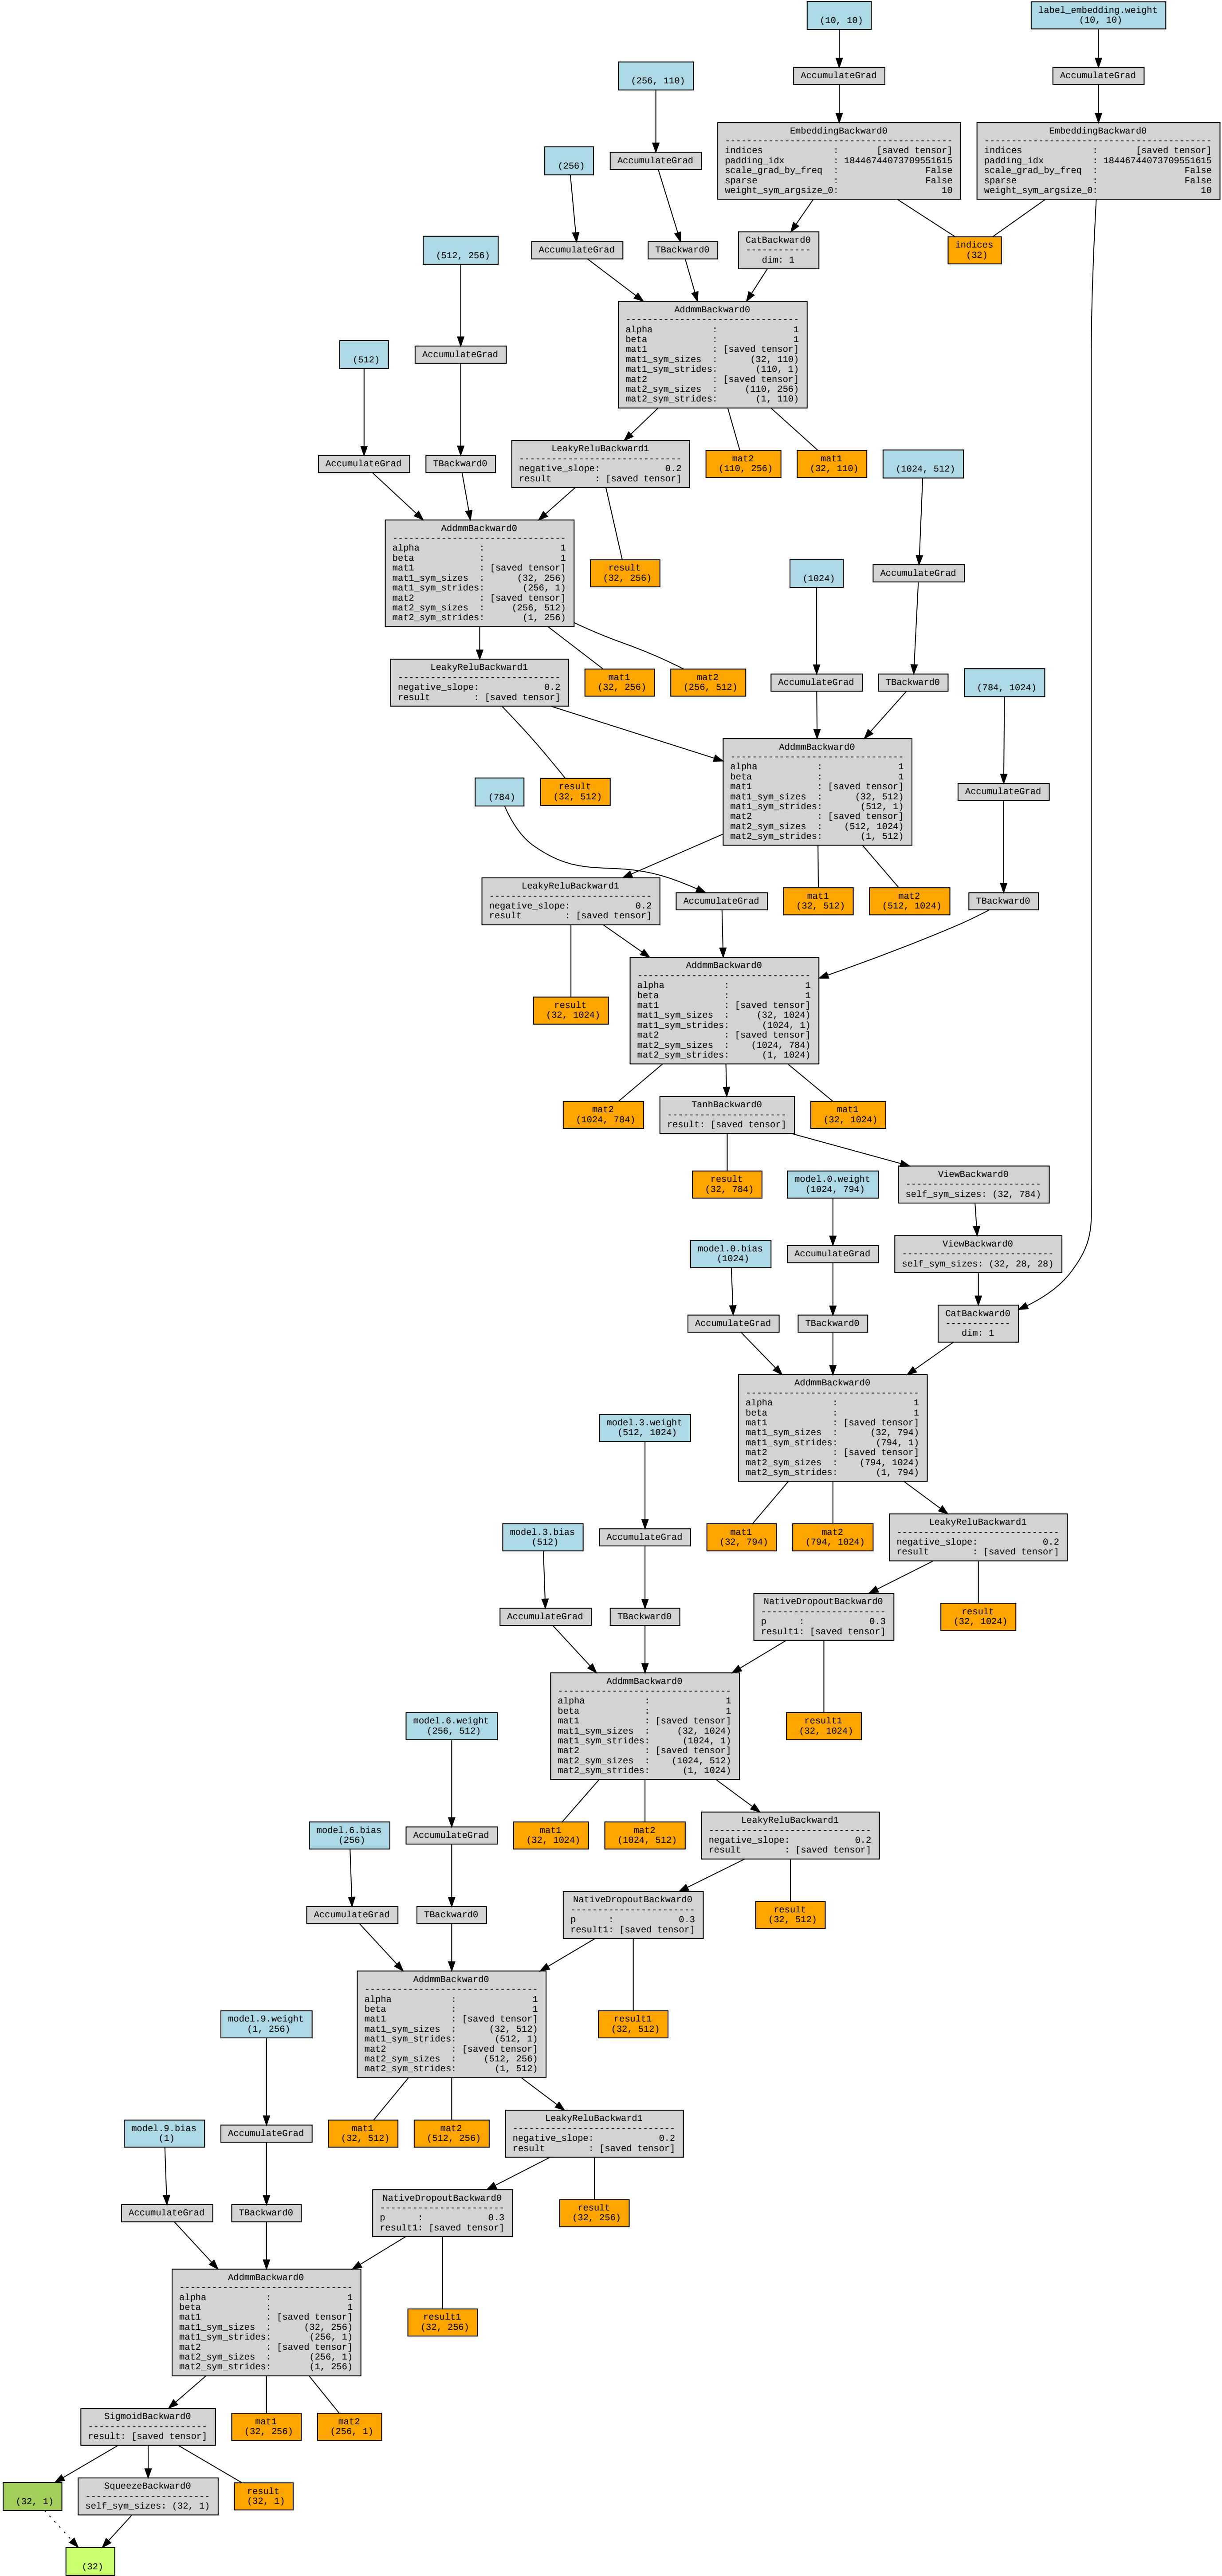 (10, 10)
label_embedding.weight
(10, 10)
AccumulateGrad
AccumulateGrad
(256, 110)
EmbeddingBackward0
---------------------------------
indices : [saved tensor]
padding_idx : 18446744073709551615
scale_grad_by_freq : False
sparse : False
weight_sym_argsize_0: 10
EmbeddingBackward0
---------------------------------
indices : [saved tensor]
padding_idx : 18446744073709551615
scale_grad_by_freq : False
sparse : False
weight_sym_argsize_0: 10
(256)
AccumulateGrad
AccumulateGrad
TBackward0
CatBackward0
------------
dim: 1
indices
(32)
(512, 256)
AddmmBackward0
--------------------------------
alpha : 1
beta : 1
mat1 : [saved tensor]
mat1_sym_sizes : (32, 110)
mat1_sym_strides: (110, 1)
mat2 : [saved tensor]
mat2_sym_sizes : (110, 256)
mat2_sym_strides: (1, 110)
(512)
AccumulateGrad
AccumulateGrad
TBackward0
LeakyReluBackward1
------------------------------
negative_slope: 0.2
result : [saved tensor]
mat2
(110, 256)
mat1
(32, 110)
(1024, 512)
AddmmBackward0
--------------------------------
alpha : 1
beta : 1
mat1 : [saved tensor]
mat1_sym_sizes : (32, 256)
mat1_sym_strides: (256, 1)
mat2 : [saved tensor]
mat2_sym_sizes : (256, 512)
mat2_sym_strides: (1, 256)
result
(32, 256)
(1024)
AccumulateGrad
LeakyReluBackward1
------------------------------
negative_slope: 0.2
result : [saved tensor]
mat1
(32, 256)
mat2
(256, 512)
AccumulateGrad
TBackward0
(784, 1024)
AddmmBackward0
--------------------------------
alpha : 1
beta : 1
mat1 : [saved tensor]
mat1_sym_sizes : (32, 512)
mat1_sym_strides: (512, 1)
mat2 : [saved tensor]
mat2_sym_sizes : (512, 1024)
mat2_sym_strides: (1, 512)
(784)
result
(32, 512)
AccumulateGrad
LeakyReluBackward1
------------------------------
negative_slope: 0.2
result : [saved tensor]
AccumulateGrad
mat1
(32, 512)
mat2
(512, 1024)
TBackward0
AddmmBackward0
--------------------------------
alpha : 1
beta : 1
mat1 : [saved tensor]
mat1_sym_sizes : (32, 1024)
mat1_sym_strides: (1024, 1)
mat2 : [saved tensor]
mat2_sym_sizes : (1024, 784)
mat2_sym_strides: (1, 1024)
result
(32, 1024)
mat2
(1024, 784)
TanhBackward0
----------------------
result: [saved tensor]
mat1
(32, 1024)
result
(32, 784)
model.0.weight
(1024, 794)
ViewBackward0
-------------------------
self_sym_sizes: (32, 784)
model.0.bias
(1024)
AccumulateGrad
ViewBackward0
----------------------------
self_sym_sizes: (32, 28, 28)
AccumulateGrad
TBackward0
CatBackward0
------------
dim: 1
AddmmBackward0
--------------------------------
alpha : 1
beta : 1
mat1 : [saved tensor]
mat1_sym_sizes : (32, 794)
mat1_sym_strides: (794, 1)
mat2 : [saved tensor]
mat2_sym_sizes : (794, 1024)
mat2_sym_strides: (1, 794)
model.3.weight
(512, 1024)
model.3.bias
(512)
AccumulateGrad
mat1
(32, 794)
mat2
(794, 1024)
LeakyReluBackward1
------------------------------
negative_slope: 0.2
result : [saved tensor]
AccumulateGrad
TBackward0
NativeDropoutBackward0
-----------------------
p : 0.3
result1: [saved tensor]
result
(32, 1024)
AddmmBackward0
--------------------------------
alpha : 1
beta : 1
mat1 : [saved tensor]
mat1_sym_sizes : (32, 1024)
mat1_sym_strides: (1024, 1)
mat2 : [saved tensor]
mat2_sym_sizes : (1024, 512)
mat2_sym_strides: (1, 1024)
model.6.weight
(256, 512)
result1
(32, 1024)
model.6.bias
(256)
AccumulateGrad
mat1
(32, 1024)
mat2
(1024, 512)
LeakyReluBackward1
------------------------------
negative_slope: 0.2
result : [saved tensor]
AccumulateGrad
TBackward0
NativeDropoutBackward0
-----------------------
p : 0.3
result1: [saved tensor]
result
(32, 512)
AddmmBackward0
--------------------------------
alpha : 1
beta : 1
mat1 : [saved tensor]
mat1_sym_sizes : (32, 512)
mat1_sym_strides: (512, 1)
mat2 : [saved tensor]
mat2_sym_sizes : (512, 256)
mat2_sym_strides: (1, 512)
model.9.weight
(1, 256)
result1
(32, 512)
model.9.bias
(1)
AccumulateGrad
mat1
(32, 512)
mat2
(512, 256)
LeakyReluBackward1
------------------------------
negative_slope: 0.2
result : [saved tensor]
AccumulateGrad
TBackward0
NativeDropoutBackward0
-----------------------
p : 0.3
result1: [saved tensor]
result
(32, 256)
AddmmBackward0
--------------------------------
alpha : 1
beta : 1
mat1 : [saved tensor]
mat1_sym_sizes : (32, 256)
mat1_sym_strides: (256, 1)
mat2 : [saved tensor]
mat2_sym_sizes : (256, 1)
mat2_sym_strides: (1, 256)
result1
(32, 256)
SigmoidBackward0
----------------------
result: [saved tensor]
mat1
(32, 256)
mat2
(256, 1)
(32, 1)
SqueezeBackward0
-----------------------
self_sym_sizes: (32, 1)
result
(32, 1)
(32)